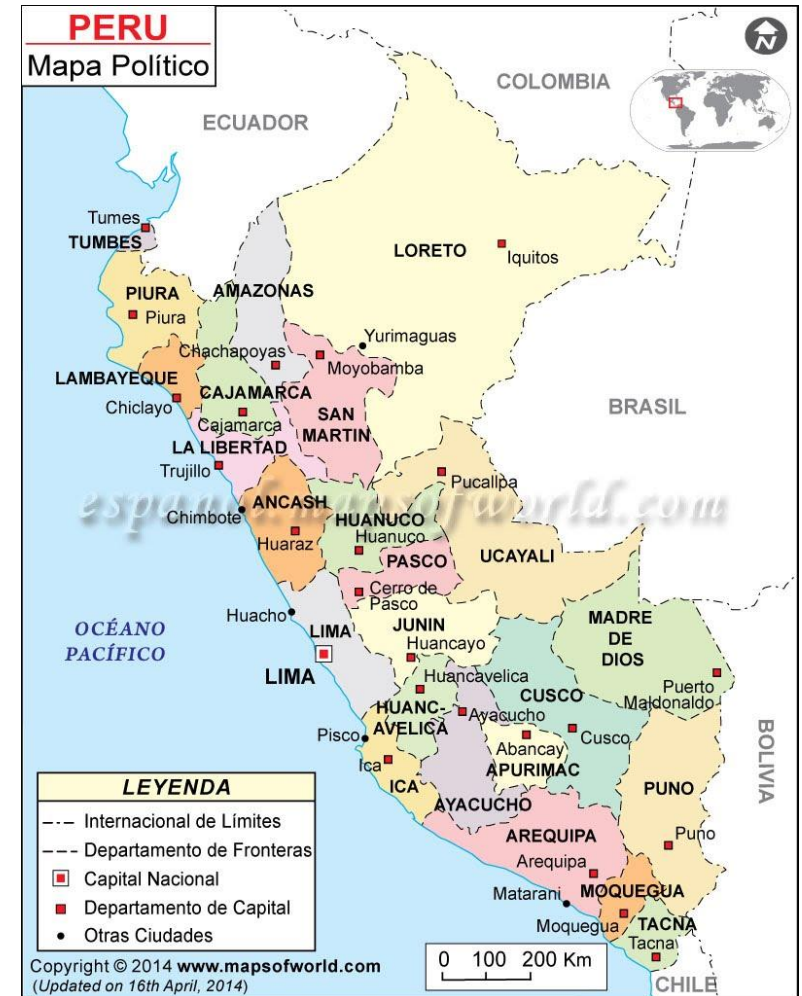 PERU
Mapa Político
COLOMBIA
ECUADOR
Tumes
TUMBES
LORETO
Iquitos
PIURA
Piura
AMAZONAS
Yurimaguas
Chachapoyas
Moyobamba
LAMBAYEQUE
Chiclayo
CAJAMARCA
Cajamarca
SAN
MARTIN
BRASIL
LA LIBERTAD
Trujillo
Pucallpa
espanol.mapsofworld.com
ANCASH
Chimbote
HUANUCO
Huanuco
Huaraz
PASCO
UCAYALI
Cerro de
Pasco
Huacho
LIMA
JUNIN
Huancayo
MADRE
DE
DIOS
OCÉANO
PACÍFICO
LIMA
Huancavelica
CUSCO
Puerto
Maldonaldo
HUANC-
AVELICA
Ayacucho
Pisco
Abancay
Cusco
Ica
APURIMAC
ICA
AYACUCHO
PUNO
BOLIVIA
AREQUIPA
Puno
Arequipa
Matarani
MOQUEGUA
Moquegua
TACNA
Tacna
CHILE
LEYENDA
Internacional de Límites
Departamento de Fronteras
Capital Nacional
Departamento de Capital
Otras Ciudades
0 100 200 Km
Copyright © 2014 www.mapsofworld.com
(Updated on 16th April, 2014)
N